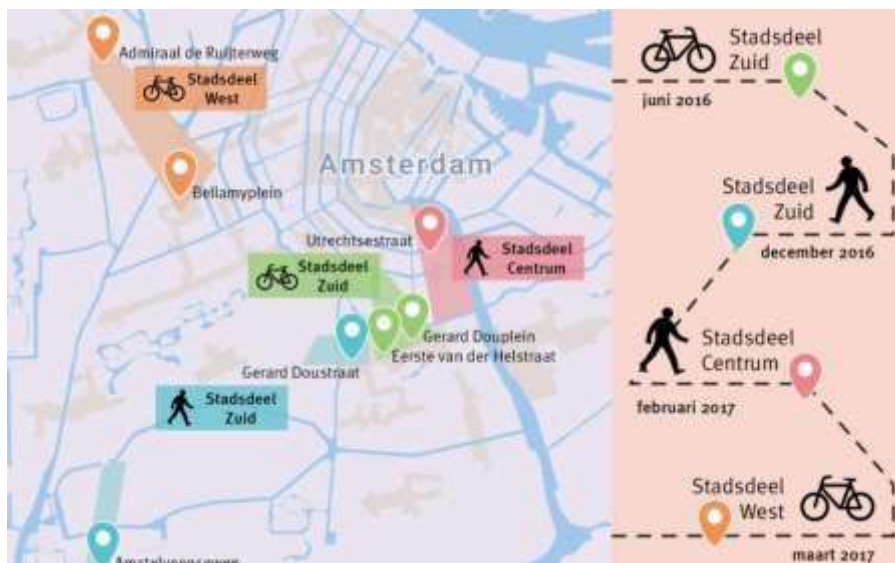 Admiraal de Ruijterweg
Stadsdeel
West
Bellamyplein
Amsterdam
Utrechtsestraat
Stadsdeel
Centrum
Stadsdeel
Zuid
Gerard Douplein
Eerste van der Helstraat
Gerard Doustraat
Stadsdeel
Zuid
Stadsdeel
Zuid
juni 2016
Stadsdeel
Zuid
december 2016
Stadsdeel
Centrum
februari 2017
Stadsdeel
West
maart 2017